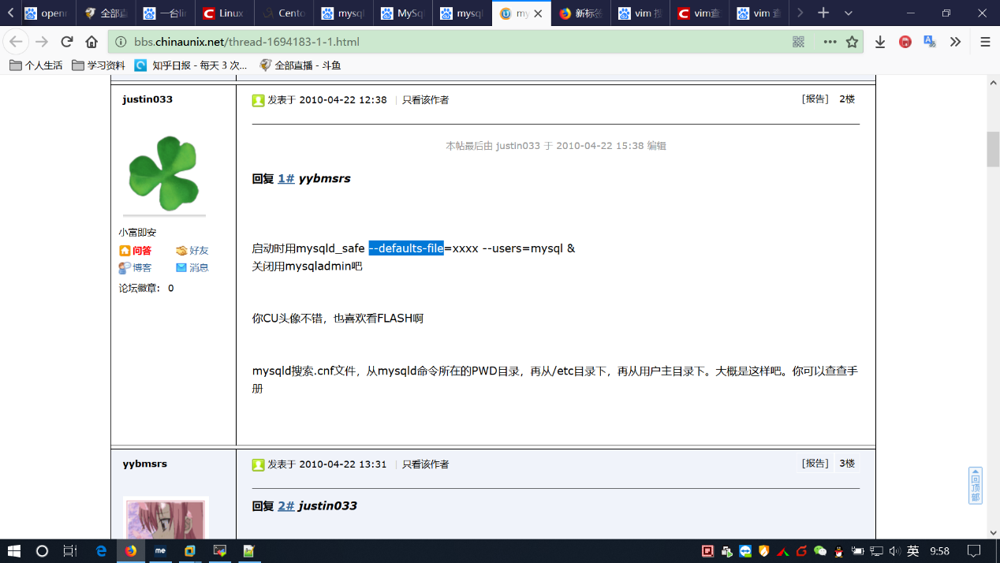 openr
全部直
一台lin
Linux
Cento
mysql
MySql
mysql
my
新标签
vim 搜
vim查
vim 查
bbs.chinaunix.net/thread-1694183-1-1.html
个人生活 学习资料 知乎日报 - 每天 3 次... 全部直播 - 斗鱼
justin033
发表于 2010-04-22 12:38 | 只看该作者 [报告] 2楼
本帖最后由 justin033 于 2010-04-22 15:38 编辑
回复 1# yybmsrs
小富即安
问答 好友
博客 消息
论坛徽章: 0
启动时用mysqld_safe --defaults-file=xxxx --users=mysql &
关闭用mysqladmin吧
你CU头像不错，也喜欢看FLASH啊
mysqld搜索.cnf文件，从mysqld命令所在的PWD目录，再从/etc目录下，再从用户主目录下。大概是这样吧。你可以查查手
册
yybmsrs
发表于 2010-04-22 13:31 | 只看该作者 [报告] 3楼
回复 2# justin033
回
顶
部
me
英 9:58